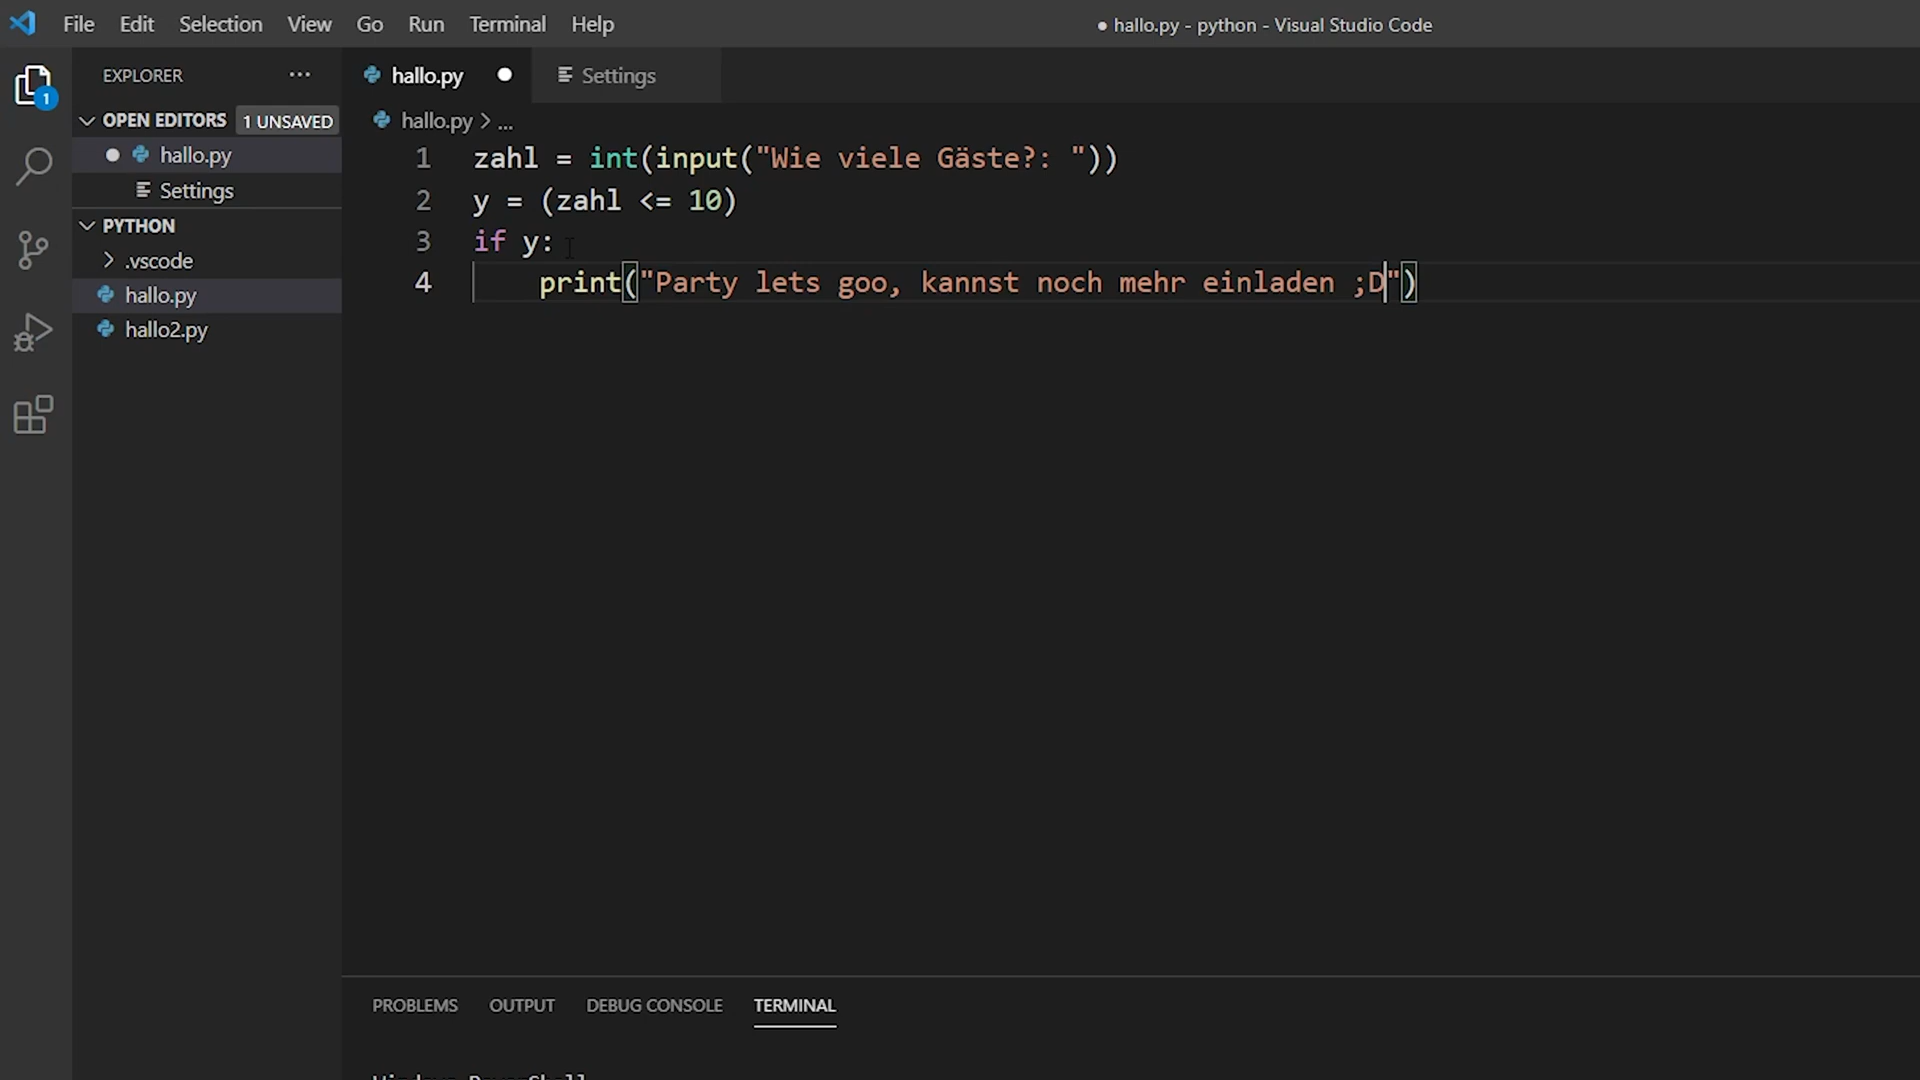 File Edit Selection View Go Run Terminal Help
● hallo.py - python - Visual Studio Code
EXPLORER ...
1
OPEN EDITORS 1 UNSAVED
hallo.py
Settings
PYTHON
.vscode
hallo.py
hallo2.py
hallo.py Settings
hallo.py > ...
1 zahl = int(input("Wie viele Gäste?: "))
2 y = (zahl <= 10)
3 if y:
4 print("Party lets goo, kannst noch mehr einladen ;D")
PROBLEMS OUTPUT DEBUG CONSOLE TERMINAL
Windows PowerShell